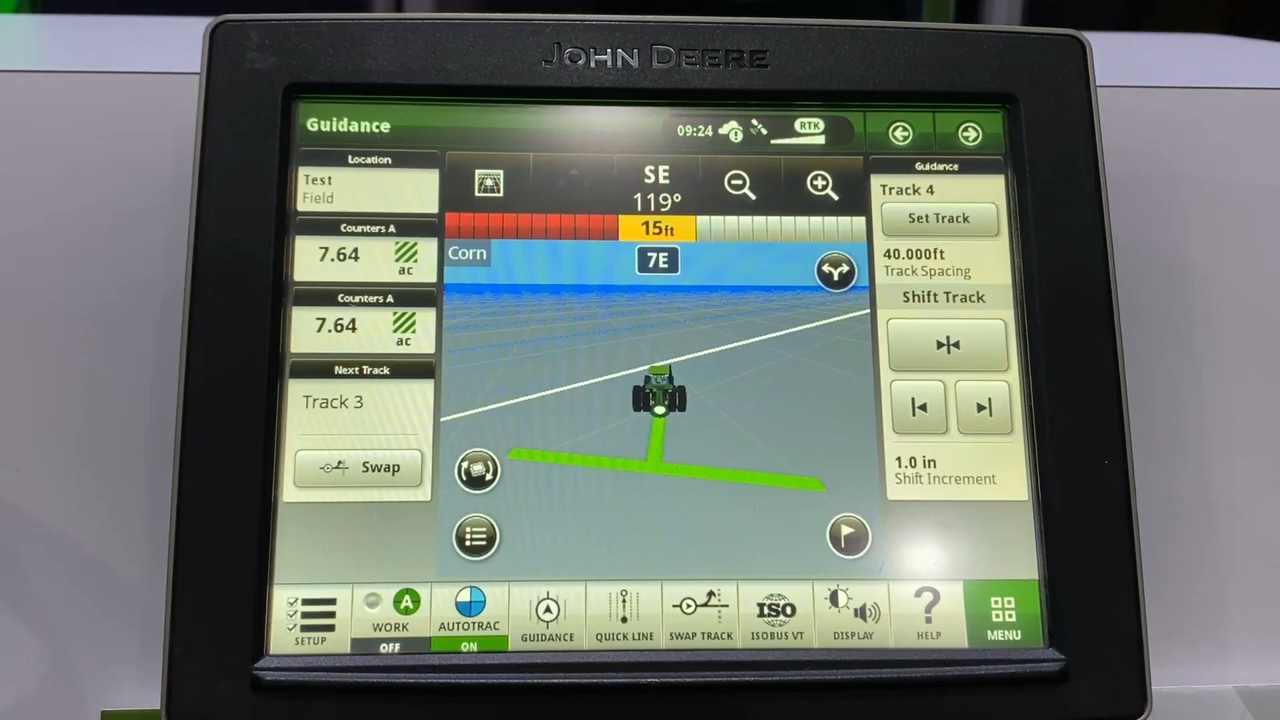 JOHN DEERE
Guidance
09:24
RTK
Location
Test
Field
Counters A
7.64
ac
Counters A
7.64
ac
Next Track
Track 3
Swap
SE
119°
15ft
Corn
7E
Guidance
Track 4
Set Track
40.000ft
Track Spacing
Shift Track
1.0 in
Shift Increment
SETUP
A
WORK
OFF
AUTOTRAC
ON
GUIDANCE
QUICK LINE
SWAP TRACK
ISO
ISOBUS VT
DISPLAY
?
HELP
MENU